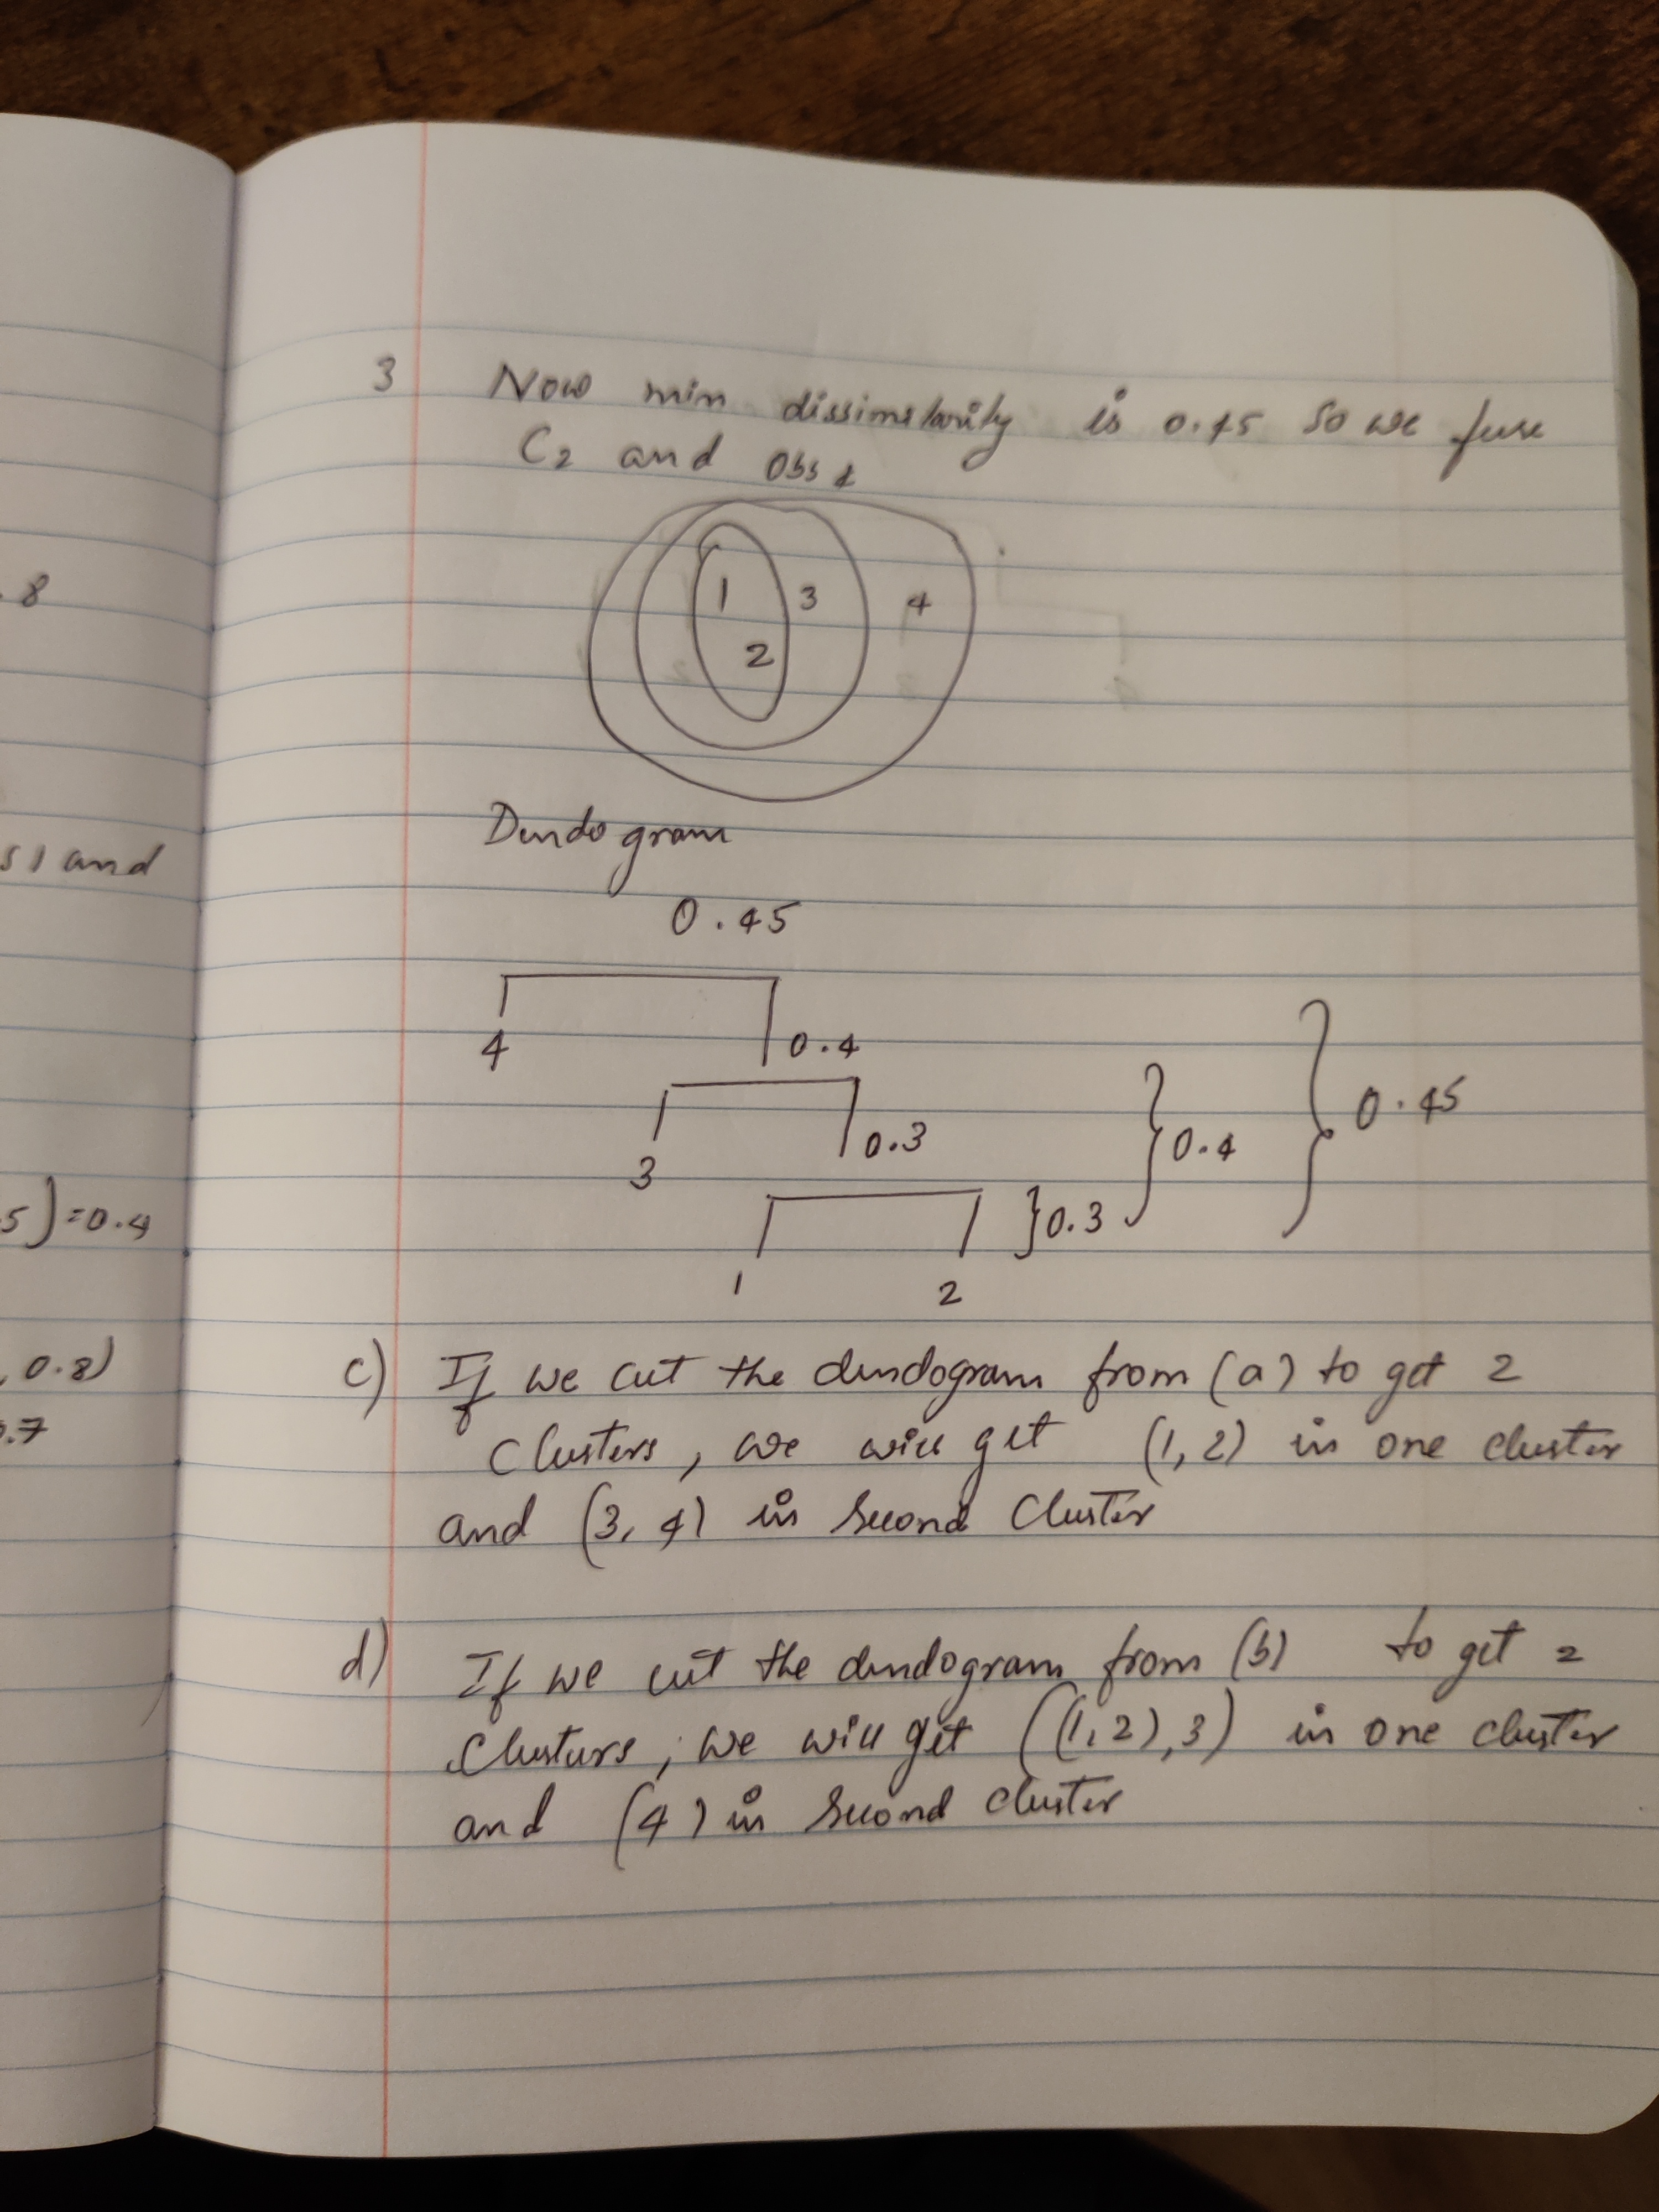 .8
s 1 and
.5)=0.4
, 0.8)
0.7
3 Now min dissimilarity is 0.45 so we fuse
C2 and Obs 4
1 3 4
2
Dendogram
0.45
4 0.4
3 0.3
1 2 }0.3 }0.4 }0.45
c) If we cut the dendogram from (a) to get 2
clusters, we will get (1,2) in one cluster
and (3,4) in second cluster
d) If we cut the dendogram from (b) to get 2
clusters, we will get ((1,2),3) in one cluster
and (4) in second cluster